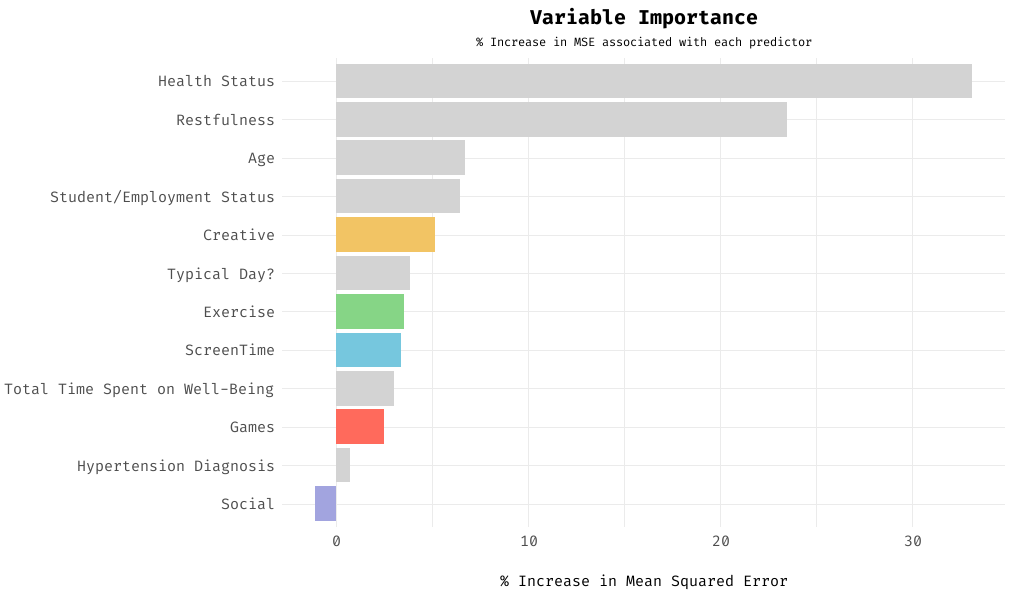 Variable Importance
% Increase in MSE associated with each predictor
Health Status
Restfulness
Age
Student/Employment Status
Creative
Typical Day?
Exercise
ScreenTime
Total Time Spent on Well-Being
Games
Hypertension Diagnosis
Social
0 10 20 30
% Increase in Mean Squared Error